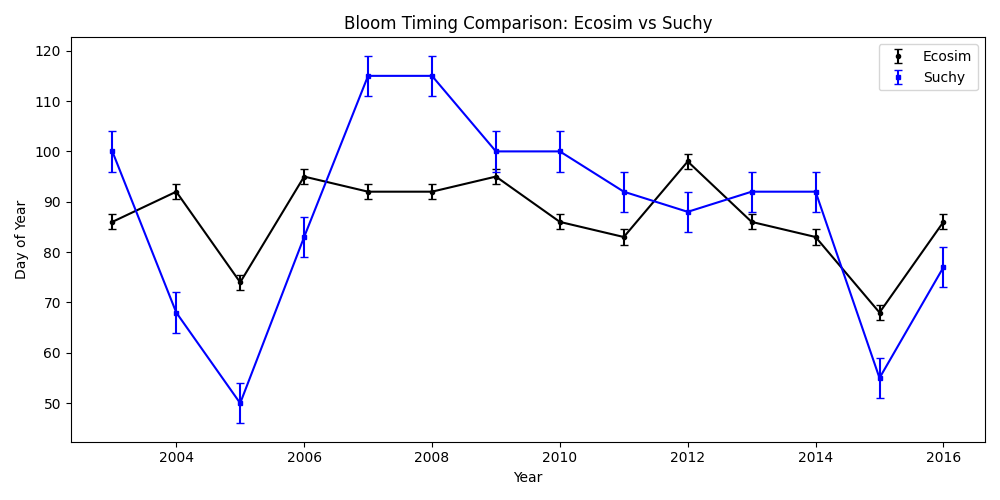 Bloom Timing Comparison: Ecosim vs Suchy
Ecosim
Suchy
120
110
100
90
80
70
60
50
Day of Year
2004 2006 2008 2010 2012 2014 2016
Year